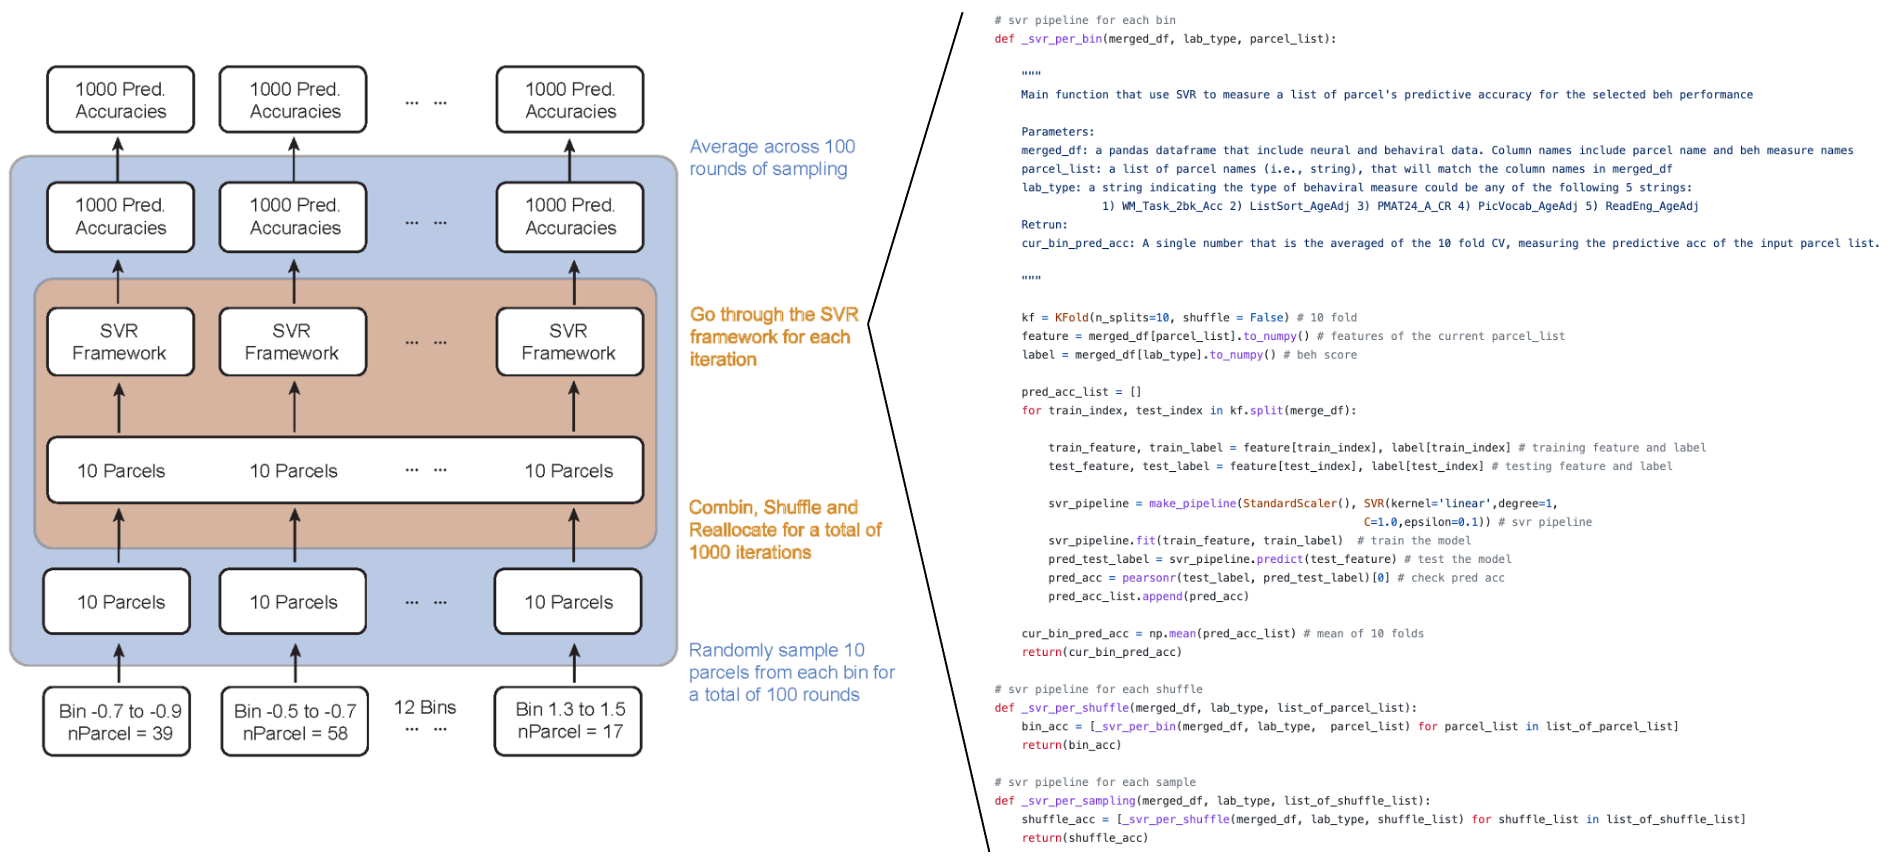 1000 Pred.
Accuracies
1000 Pred.
Accuracies
... ...
1000 Pred.
Accuracies
Average across 100
rounds of sampling
1000 Pred.
Accuracies
1000 Pred.
Accuracies
... ...
1000 Pred.
Accuracies
SVR
Framework
SVR
Framework
... ...
SVR
Framework
Go through the SVR
framework for each
iteration
10 Parcels
10 Parcels
... ...
10 Parcels
Combin, Shuffle and
Reallocate for a total of
1000 iterations
10 Parcels
10 Parcels
... ...
10 Parcels
Randomly sample 10
parcels from each bin for
a total of 100 rounds
Bin -0.7 to -0.9
nParcel = 39
Bin -0.5 to -0.7
nParcel = 58
12 Bins
... ...
Bin 1.3 to 1.5
nParcel = 17
# svr pipeline for each bin
def _svr_per_bin(merged_df, lab_type, parcel_list):
"""
Main function that use SVR to measure a list of parcel's predictive accuracy for the selected beh performance
Parameters:
merged_df: a pandas dataframe that include neural and behavioral data. Column names include parcel name and beh measure names
parcel_list: a list of parcel names (i.e., string), that will match the column names in merged_df
lab_type: a string indicating the type of behavioral measure could be any of the following 5 strings:
1) WM_Task_2bk_Acc 2) ListSort_AgeAdj 3) PMAT24_A_CR 4) PicVocab_AgeAdj 5) ReadEng_AgeAdj
Retrun:
cur_bin_pred_acc: A single number that is the averaged of the 10 fold CV, measuring the predictive acc of the input parcel list.
"""
kf = KFold(n_splits=10, shuffle = False) # 10 fold
feature = merged_df[parcel_list].to_numpy() # features of the current parcel_list
label = merged_df[lab_type].to_numpy() # beh score
pred_acc_list = []
for train_index, test_index in kf.split(merge_df):
train_feature, train_label = feature[train_index], label[train_index] # training feature and label
test_feature, test_label = feature[test_index], label[test_index] # testing feature and label
svr_pipeline = make_pipeline(StandardScaler(), SVR(kernel='linear',degree=1,
C=1.0,epsilon=0.1)) # svr pipeline
svr_pipeline.fit(train_feature, train_label) # train the model
pred_test_label = svr_pipeline.predict(test_feature) # test the model
pred_acc = pearsonr(test_label, pred_test_label)[0] # check pred acc
pred_acc_list.append(pred_acc)
cur_bin_pred_acc = np.mean(pred_acc_list) # mean of 10 folds
return(cur_bin_pred_acc)
# svr pipeline for each shuffle
def _svr_per_shuffle(merged_df, lab_type, list_of_parcel_list):
bin_acc = [_svr_per_bin(merged_df, lab_type, parcel_list) for parcel_list in list_of_parcel_list]
return(bin_acc)
# svr pipeline for each sample
def _svr_per_sampling(merged_df, lab_type, list_of_shuffle_list):
shuffle_acc = [_svr_per_shuffle(merged_df, lab_type, shuffle_list) for shuffle_list in list_of_shuffle_list]
return(shuffle_acc)